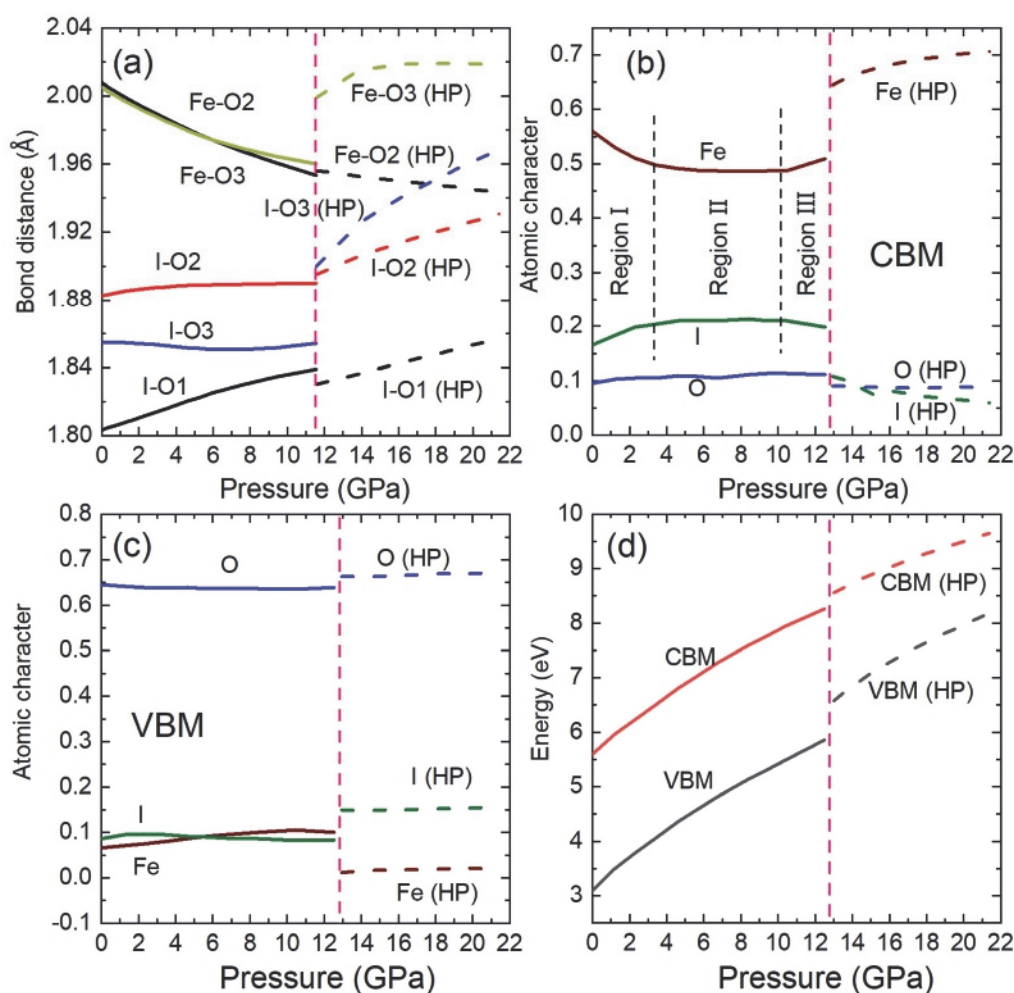 (a)
Bond distance (Å)
2.04
2.00
1.96
1.92
1.88
1.84
1.80
Fe-O2
Fe-O3
Fe-O3 (HP)
Fe-O2 (HP)
I-O3 (HP)
I-O2
I-O2 (HP)
I-O3
I-O1
I-O1 (HP)
0 2 4 6 8 10 12 14 16 18 20 22
Pressure (GPa)
(b)
Atomic character
0.7
0.6
0.5
0.4
0.3
0.2
0.1
0.0
Fe (HP)
Fe
Region I
Region II
Region III
CBM
I
O
O (HP)
I (HP)
0 2 4 6 8 10 12 14 16 18 20 22
Pressure (GPa)
(c)
Atomic character
0.8
0.7
0.6
0.5
0.4
0.3
0.2
0.1
0.0
-0.1
O
O (HP)
VBM
I
I (HP)
Fe
Fe (HP)
0 2 4 6 8 10 12 14 16 18 20 22
Pressure (GPa)
(d)
Energy (eV)
10
9
8
7
6
5
4
3
CBM
CBM (HP)
VBM (HP)
VBM
0 2 4 6 8 10 12 14 16 18 20 22
Pressure (GPa)